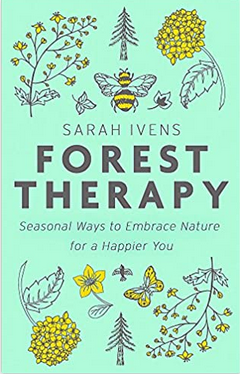 SARAH IVENS
FOREST
THERAPY
Seasonal Ways to Embrace Nature
for a Happier You